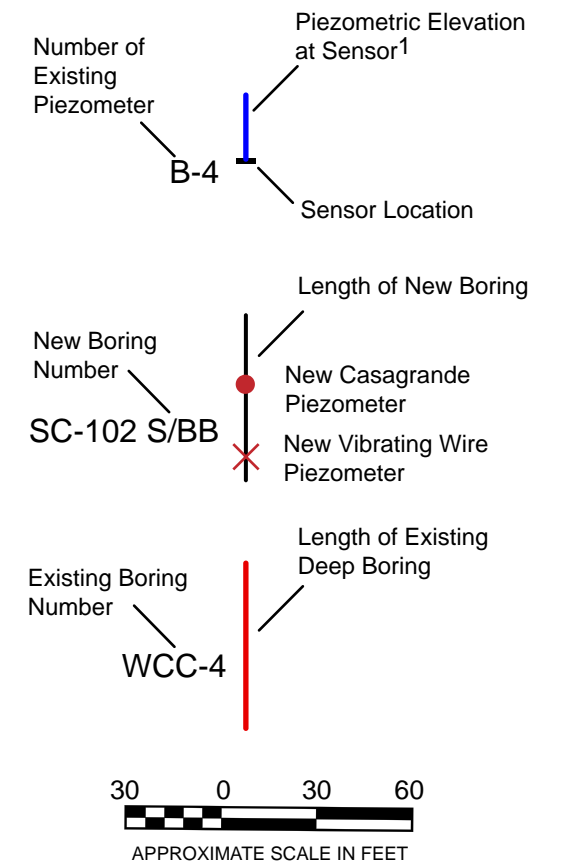 Piezometric Elevation
at Sensor1
Number of
Existing
Piezometer
B-4
Sensor Location
Length of New Boring
New Boring
Number
New Casagrande
Piezometer
SC-102 S/BB
New Vibrating Wire
Piezometer
Length of Existing
Deep Boring
Existing Boring
Number
WCC-4
30 0 30 60
APPROXIMATE SCALE IN FEET